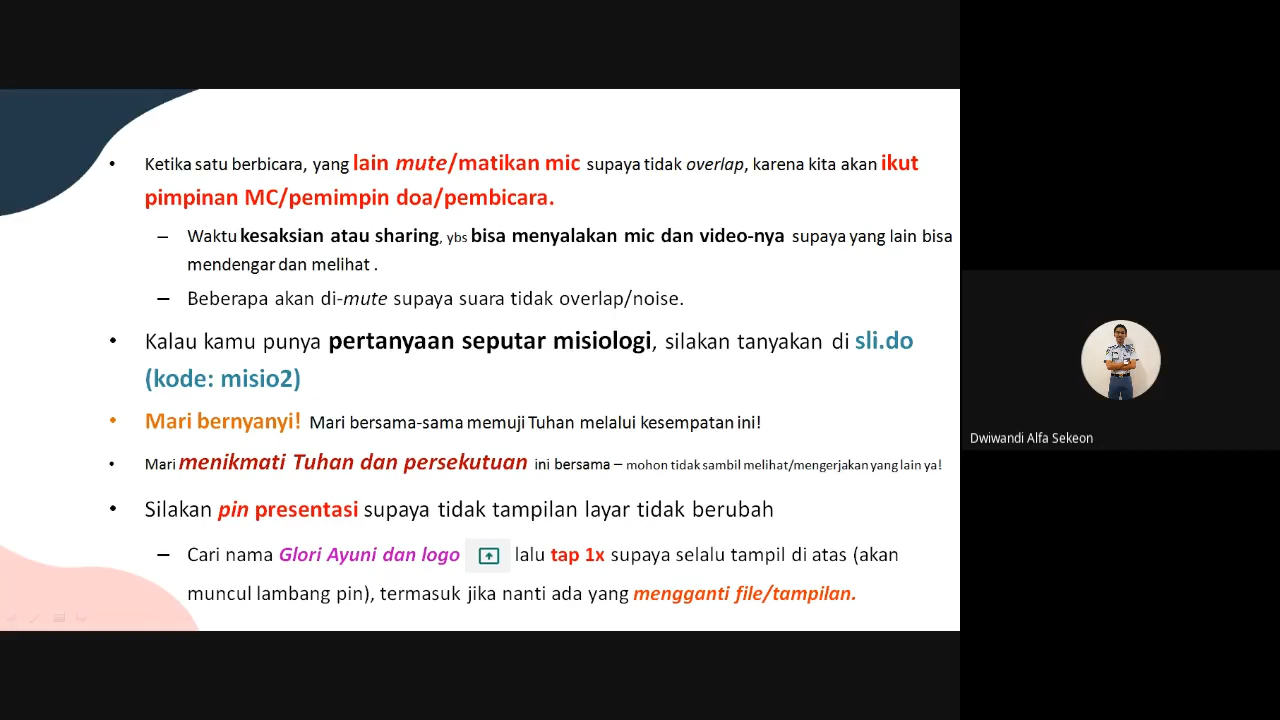 • Ketika satu berbicara, yang lain mute/matikan mic supaya tidak overlap, karena kita akan ikut
pimpinan MC/pemimpin doa/pembicara.
– Waktu kesaksian atau sharing, ybs bisa menyalakan mic dan video-nya supaya yang lain bisa
mendengar dan melihat .
– Beberapa akan di-mute supaya suara tidak overlap/noise.
• Kalau kamu punya pertanyaan seputar misiologi, silakan tanyakan di sli.do
(kode: misio2)
• Mari bernyanyi! Mari bersama-sama memuji Tuhan melalui kesempatan ini!
• Mari menikmati Tuhan dan persekutuan ini bersama – mohon tidak sambil melihat/mengerjakan yang lain ya!
• Silakan pin presentasi supaya tidak tampilan layar tidak berubah
– Cari nama Glori Ayuni dan logo lalu tap 1x supaya selalu tampil di atas (akan
muncul lambang pin), termasuk jika nanti ada yang mengganti file/tampilan.
Dwiwandi Alfa Sekeon